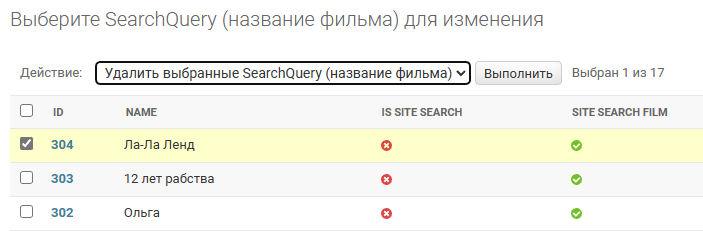 Выберите SearchQuery (название фильма) для изменения
Действие: Удалить выбранные SearchQuery (название фильма) Выполнить Выбран 1 из 17
ID NAME IS SITE SEARCH SITE SEARCH FILM
304 Ла-Ла Ленд
303 12 лет рабства
302 Ольга